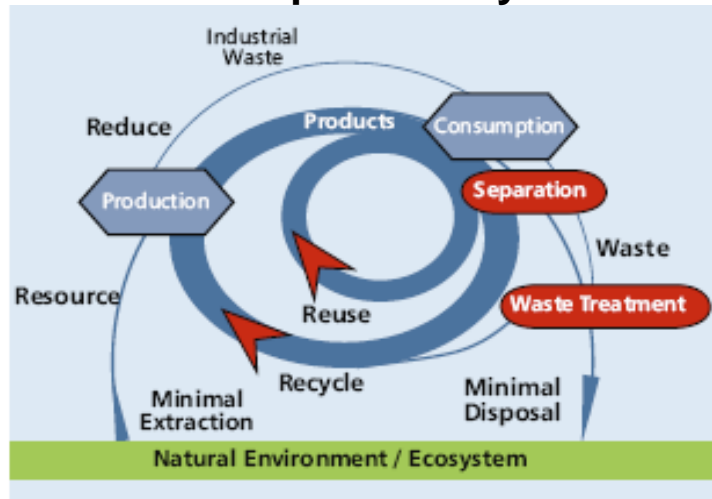 Industrial
Waste
Reduce
Products
Consumption
Production
Separation
Waste
Resource
Waste Treatment
Reuse
Recycle
Minimal
Extraction
Minimal
Disposal
Natural Environment / Ecosystem